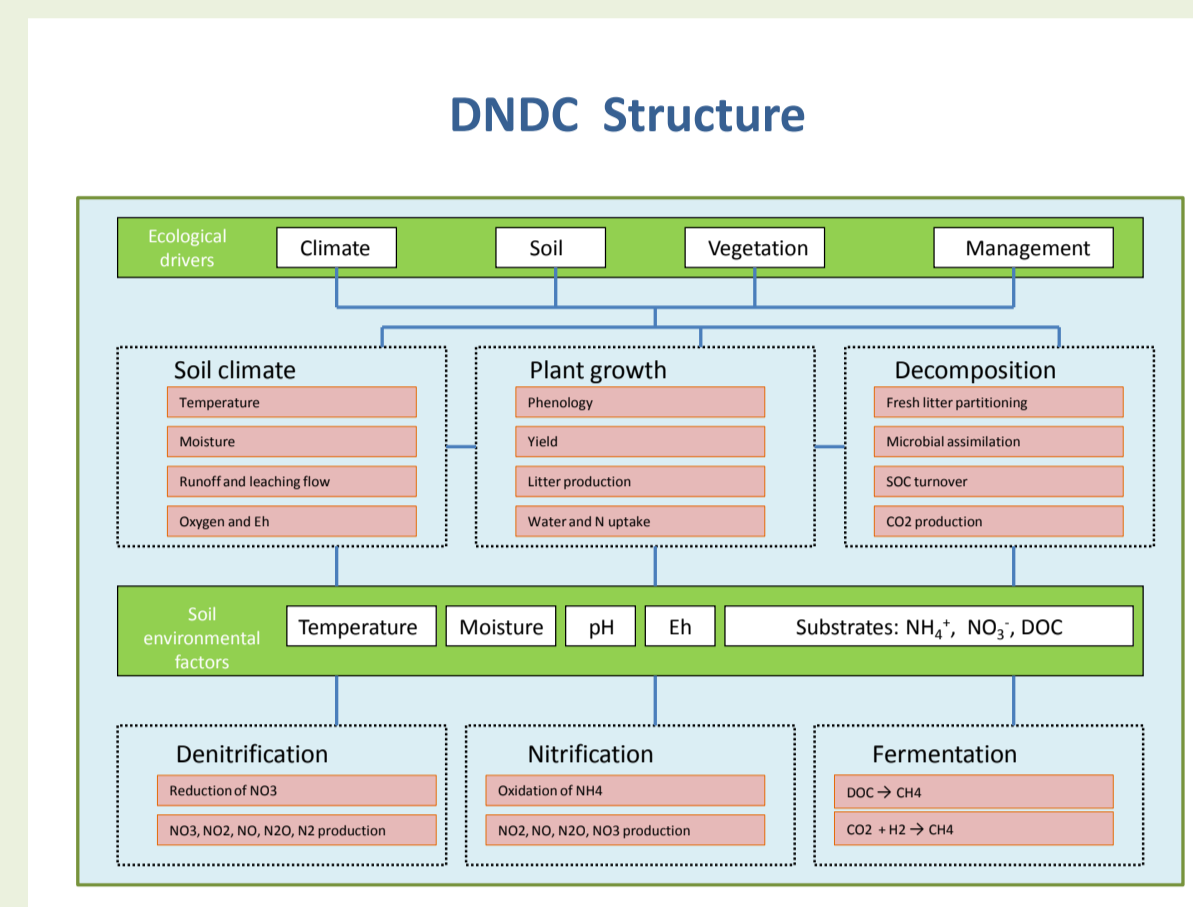 DNDC Structure
Ecological
drivers
Climate
Soil
Vegetation
Management
Soil climate
Temperature
Moisture
Runoff and leaching flow
Oxygen and Eh
Plant growth
Phenology
Yield
Litter production
Water and N uptake
Decomposition
Fresh litter partitioning
Microbial assimilation
SOC turnover
CO2 production
Soil
environmental
factors
Temperature
Moisture
pH
Eh
Substrates: NH₄⁺, NO₃⁻, DOC
Denitrification
Reduction of NO3
NO3, NO2, NO, N2O, N2 production
Nitrification
Oxidation of NH4
NO2, NO, N2O, NO3 production
Fermentation
DOC → CH4
CO2 + H2 → CH4